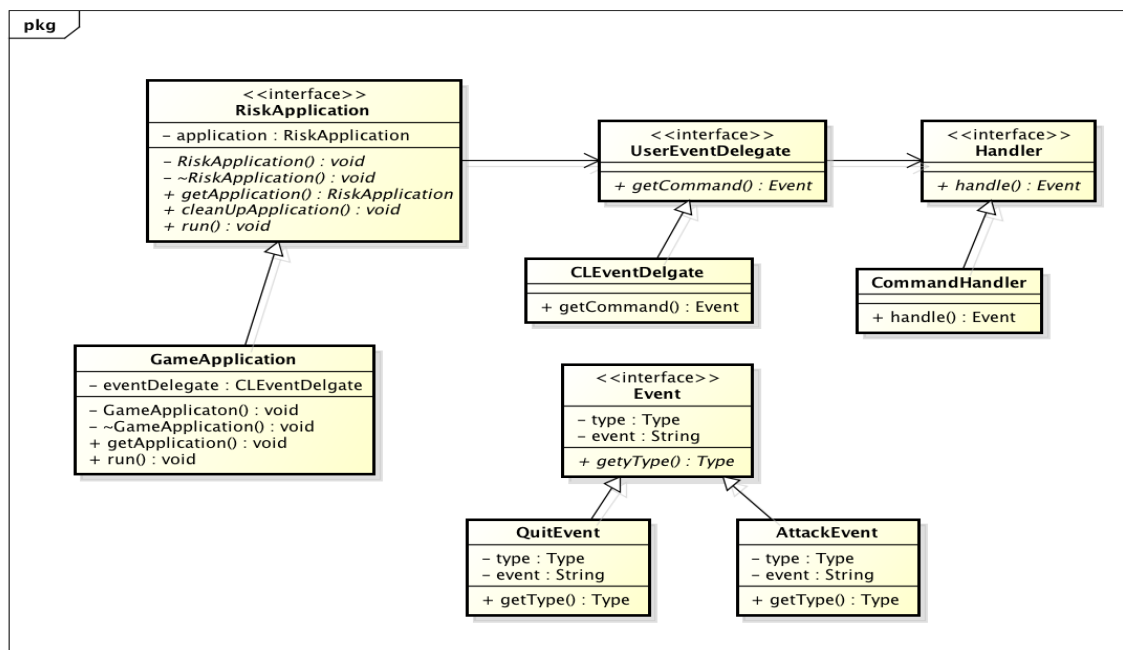 pkg
<<interface>>
RiskApplication
- application : RiskApplication
- RiskApplication() : void
- ~RiskApplication() : void
+ getApplication() : RiskApplication
+ cleanUpApplication() : void
+ run() : void
<<interface>>
UserEventDelegate
+ getCommand() : Event
<<interface>>
Handler
+ handle() : Event
CLEventDelgate
+ getCommand() : Event
CommandHandler
+ handle() : Event
GameApplication
- eventDelegate : CLEventDelgate
- GameApplicaton() : void
- ~GameApplication() : void
+ getApplication() : void
+ run() : void
<<interface>>
Event
- type : Type
- event : String
+ getyType() : Type
QuitEvent
- type : Type
- event : String
+ getType() : Type
AttackEvent
- type : Type
- event : String
+ getType() : Type